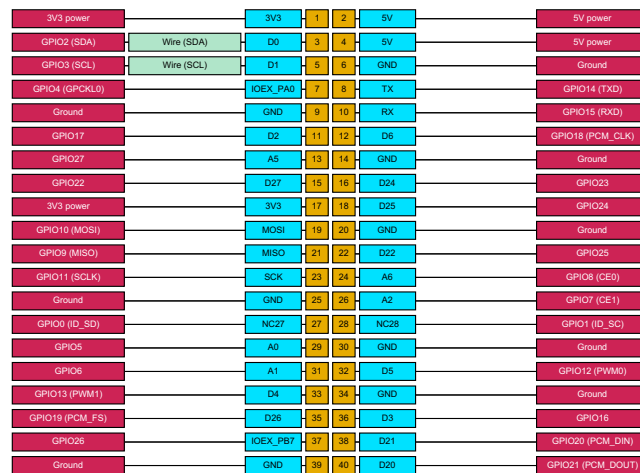 3V3 power 3V3 1 2 5V 5V power
GPIO2 (SDA) Wire (SDA) D0 3 4 5V 5V power
GPIO3 (SCL) Wire (SCL) D1 5 6 GND Ground
GPIO4 (GPCKL0) IOEX_PA0 7 8 TX GPIO14 (TXD)
Ground GND 9 10 RX GPIO15 (RXD)
GPIO17 D2 11 12 D6 GPIO18 (PCM_CLK)
GPIO27 A5 13 14 GND Ground
GPIO22 D27 15 16 D24 GPIO23
3V3 power 3V3 17 18 D25 GPIO24
GPIO10 (MOSI) MOSI 19 20 GND Ground
GPIO9 (MISO) MISO 21 22 D22 GPIO25
GPIO11 (SCLK) SCK 23 24 A6 GPIO8 (CE0)
Ground GND 25 26 A2 GPIO7 (CE1)
GPIO0 (ID_SD) NC27 27 28 NC28 GPIO1 (ID_SC)
GPIO5 A0 29 30 GND Ground
GPIO6 A1 31 32 D5 GPIO12 (PWM0)
GPIO13 (PWM1) D4 33 34 GND Ground
GPIO19 (PCM_FS) D26 35 36 D3 GPIO16
GPIO26 IOEX_PB7 37 38 D21 GPIO20 (PCM_DIN)
Ground GND 39 40 D20 GPIO21 (PCM_DOUT)